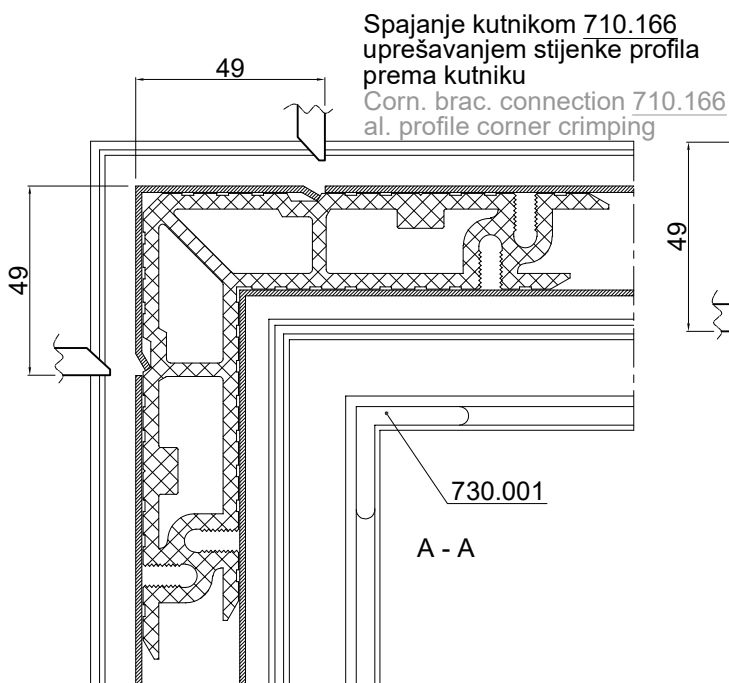 Spajanje kutnikom 710.166
uprešavanjem stijenke profila
prema kutniku
Corn. brac. connection 710.166
al. profile corner crimping
49
49
49
730.001
A - A